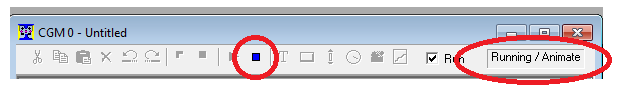 CGM 0 - Untitled
T Run Running / Animate